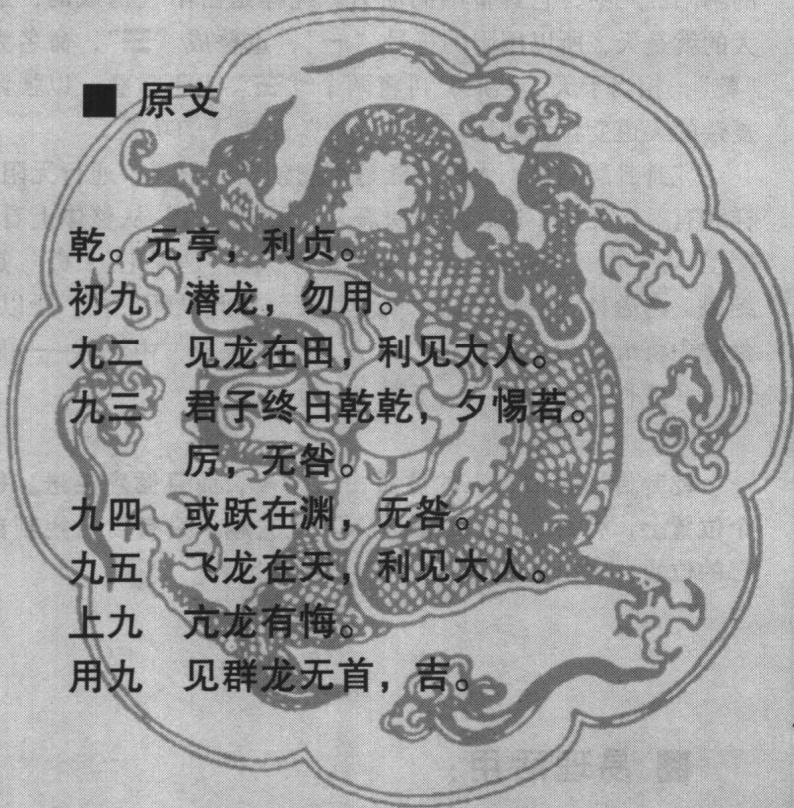 ■ 原文
乾。元亨，利贞。
初九 潜龙，勿用。
九二 见龙在田，利见大人。
九三 君子终日乾乾，夕惕若。
厉，无咎。
九四 或跃在渊，无咎。
九五 飞龙在天，利见大人。
上九 亢龙有悔。
用九 见群龙无首，吉。